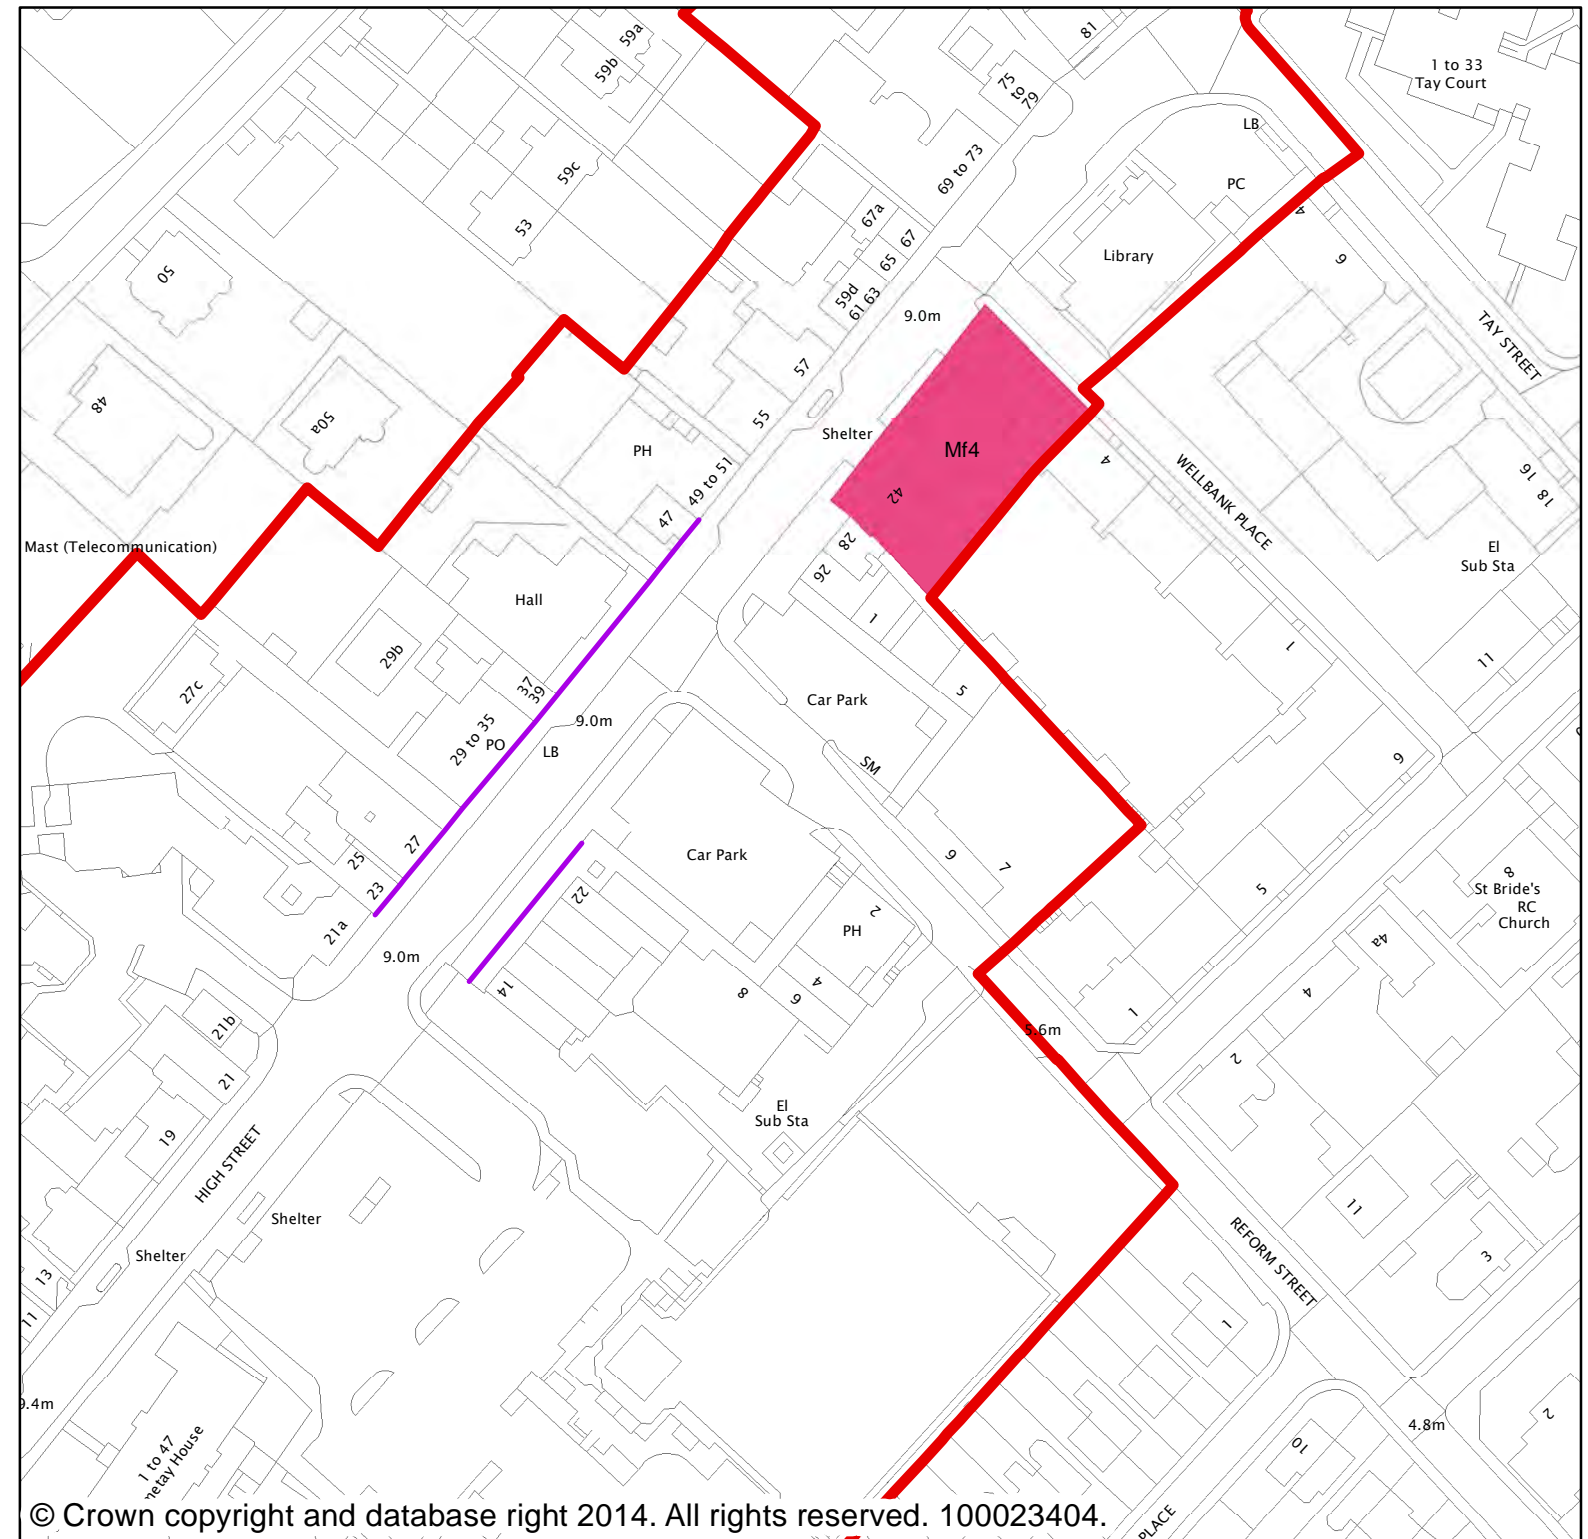 59a
59b
81
75
to
79
1 to 33
Tay Court
LB
59c
69 to 73
PC
53
67a
67
4
65
Library
6
50
59d
63
61
9.0m
TAY STREET
57
48
50a
55
Shelter
PH
Mf4
4
WELLBANK PLACE
49 to 51
42
16
18
47
28
Mast (Telecommunication)
El
Sub Sta
26
Hall
1
1
29b
11
27c
37
39
5
Car Park
9.0m
29 to 35
PO
LB
SM
9
27
Car Park
9
7
25
23
22
5
8
St Bride's
RC
Church
2
PH
21a
4a
9.0m
14
8
6
4
4
1
21b
5.6m
2
21
El
Sub Sta
19
HIGH STREET
11
Shelter
REFORM STREET
Shelter
3
13
11
1
9.4m
4.8m
2
1 to 47
metay House
10
PLACE
© Crown copyright and database right 2014. All rights reserved. 100023404.